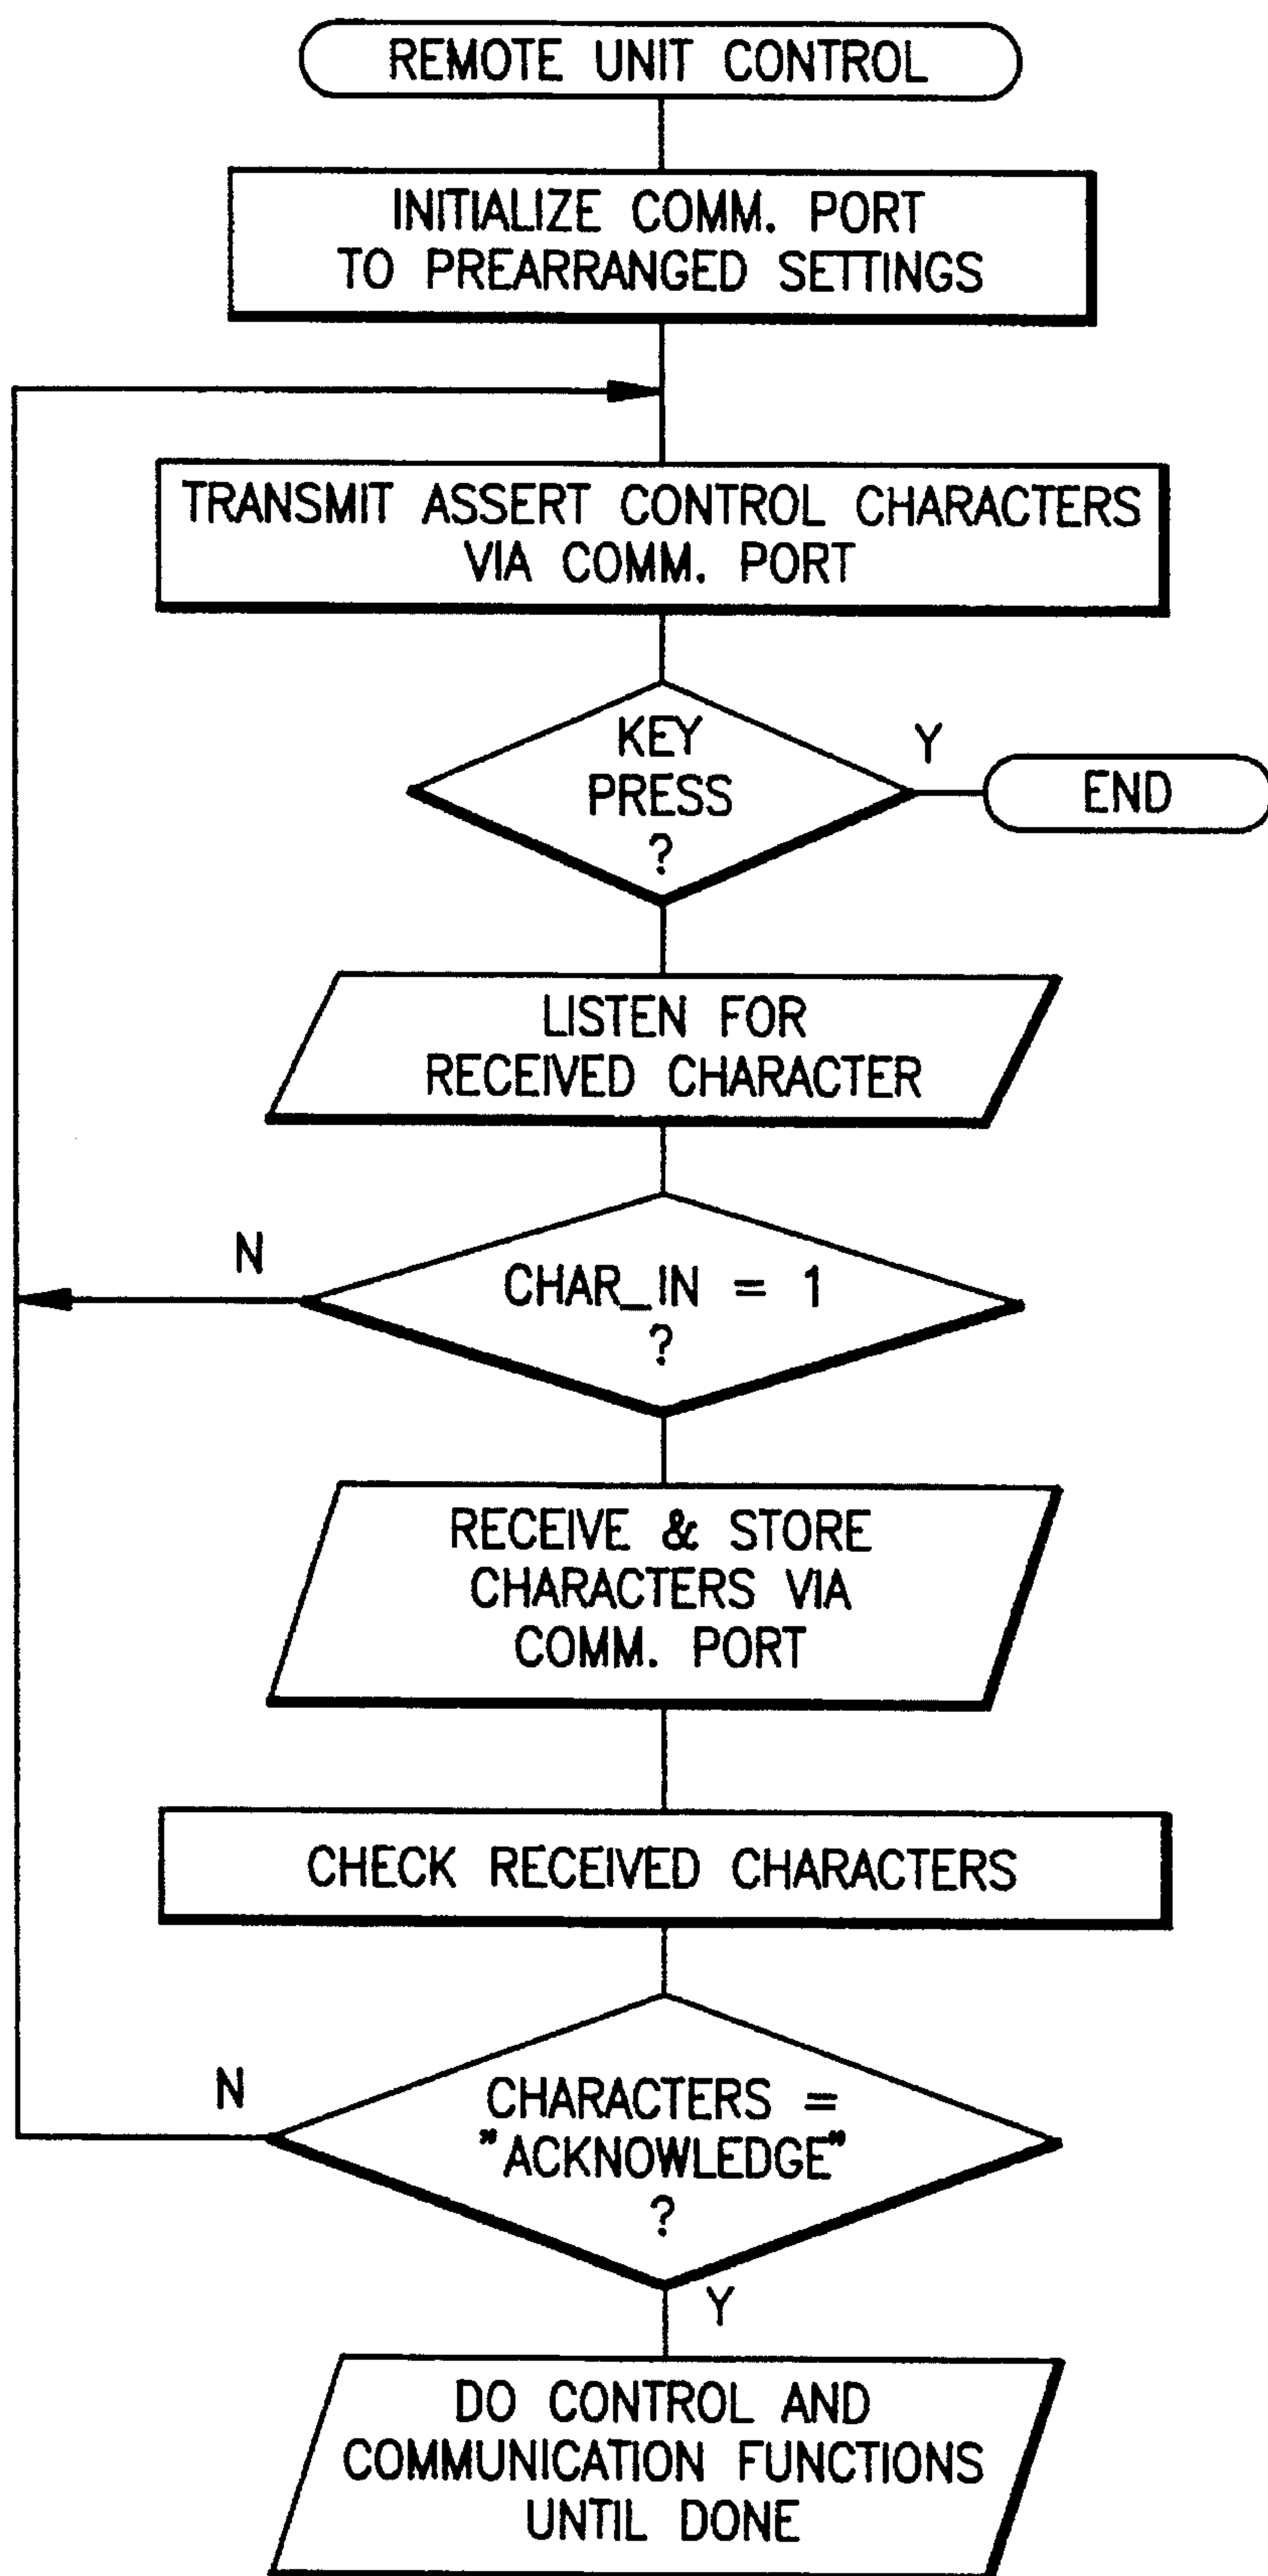 REMOTE UNIT CONTROL
INITIALIZE COMM. PORT
TO PREARRANGED SETTINGS
TRANSMIT ASSERT CONTROL CHARACTERS
VIA COMM. PORT
KEY
PRESS
?
Y
END
LISTEN FOR
RECEIVED CHARACTER
N
CHAR_IN = 1
?
RECEIVE & STORE
CHARACTERS VIA
COMM. PORT
CHECK RECEIVED CHARACTERS
N
CHARACTERS =
"ACKNOWLEDGE"
?
Y
DO CONTROL AND
COMMUNICATION FUNCTIONS
UNTIL DONE